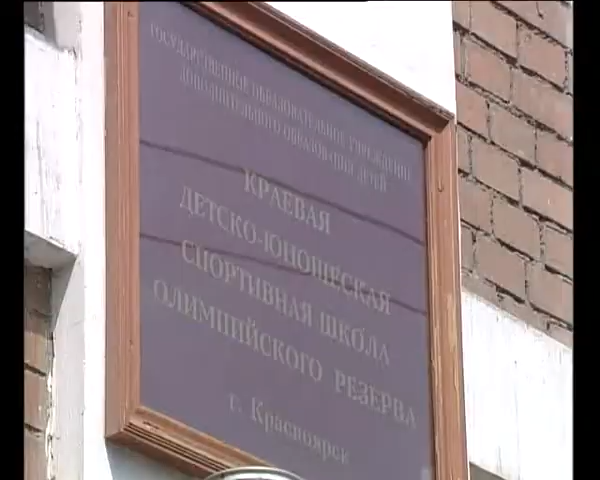 ГОСУДАРСТВЕННОЕ ОБРАЗОВАТЕЛЬНОЕ УЧРЕЖДЕНИЕ
ДОПОЛНИТЕЛЬНОГО ОБРАЗОВАНИЯ ДЕТЕЙ
КРАЕВАЯ
ДЕТСКО-ЮНОШЕСКАЯ
СПОРТИВНАЯ ШКОЛА
ОЛИМПИЙСКОГО РЕЗЕРВА
г. Красноярск